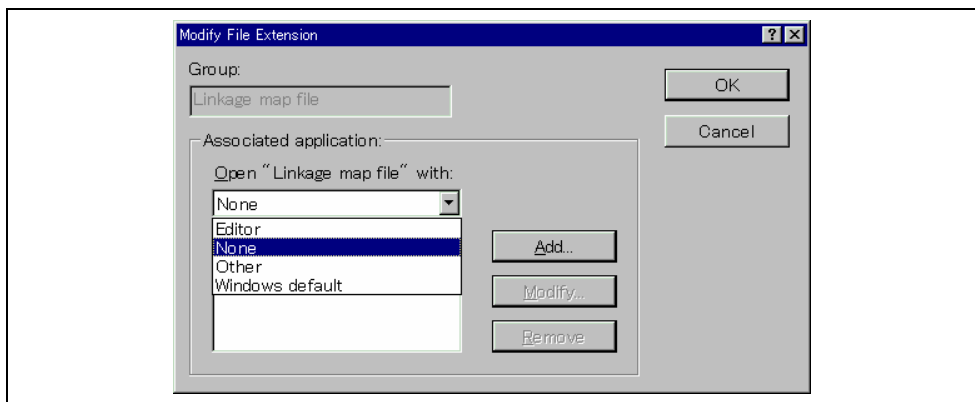 Modify File Extension
Group:
Linkage map file
OK
Cancel
Associated application:
Open "Linkage map file" with:
None
Editor
None
Other
Windows default
Add...
Modify...
Remove